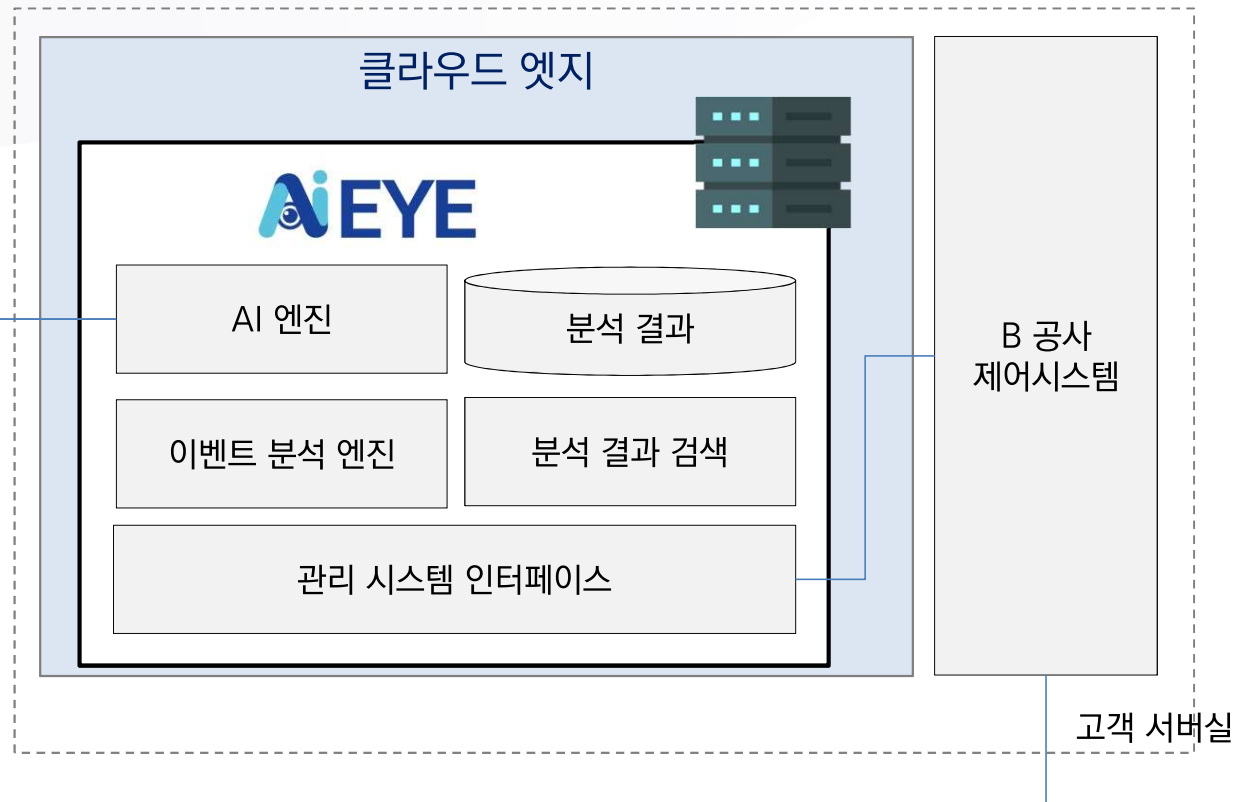 클라우드 엣지
Ai EYE
AI 엔진
분석 결과
이벤트 분석 엔진
분석 결과 검색
관리 시스템 인터페이스
B 공사
제어시스템
고객 서버실